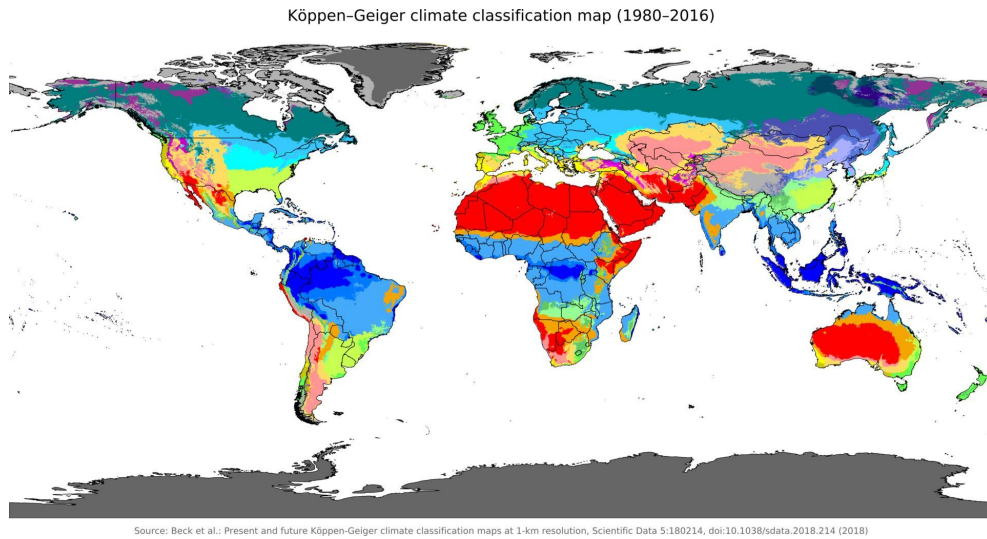 Köppen–Geiger climate classification map (1980–2016)
Source: Beck et al.: Present and future Köppen-Geiger climate classification maps at 1-km resolution, Scientific Data 5:180214, doi:10.1038/sdata.2018.214 (2018)